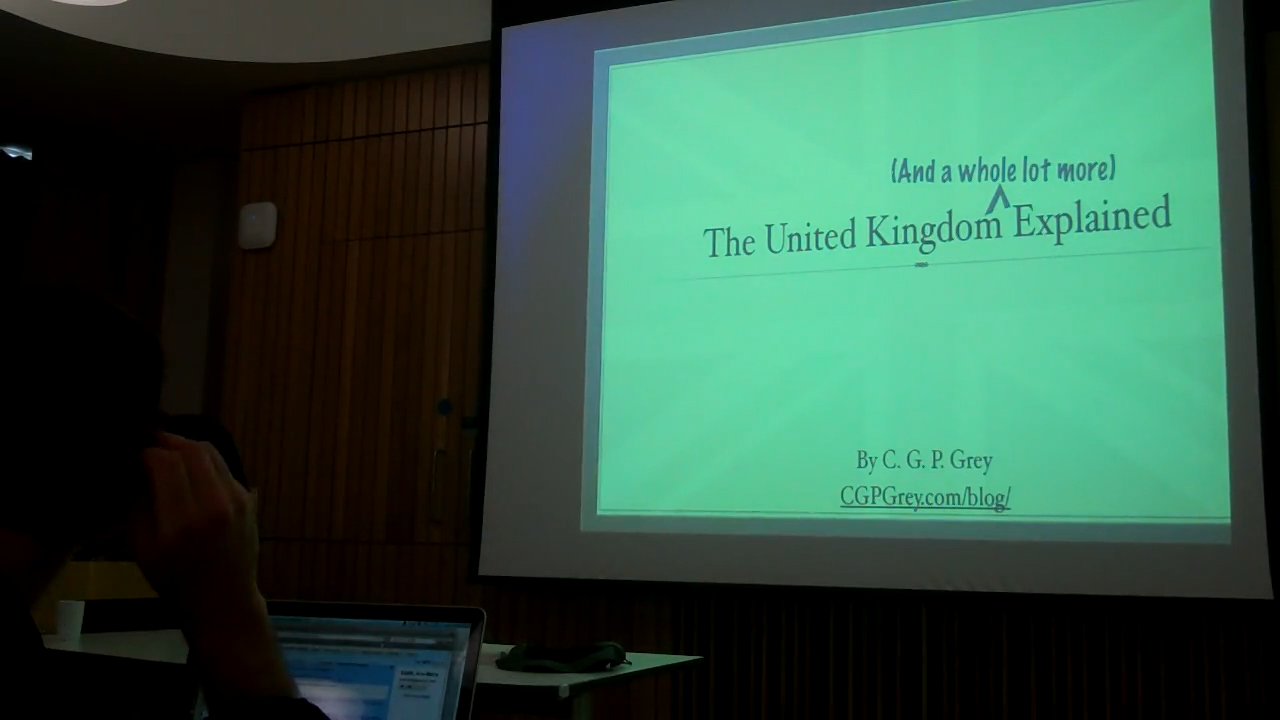 (And a whole lot more)
The United Kingdom Explained
By C. G. P. Grey
CGPGrey.com/blog/